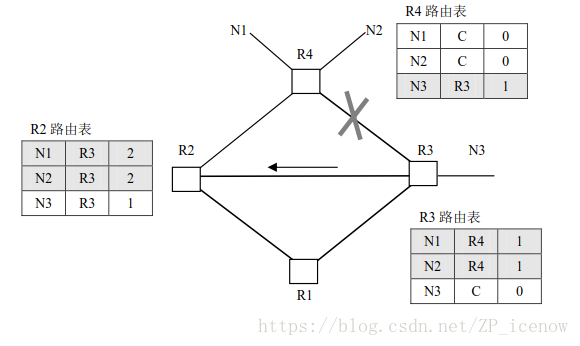 R4 路由表
N1 C 0
N2 C 0
N3 R3 1
N1
N2
R4
R2 路由表
N1 R3 2
N2 R3 2
N3 R3 1
R2
R3
N3
R3 路由表
N1 R4 1
N2 R4 1
N3 C 0
R1
https://blog.csdn.net/ZP_icenow